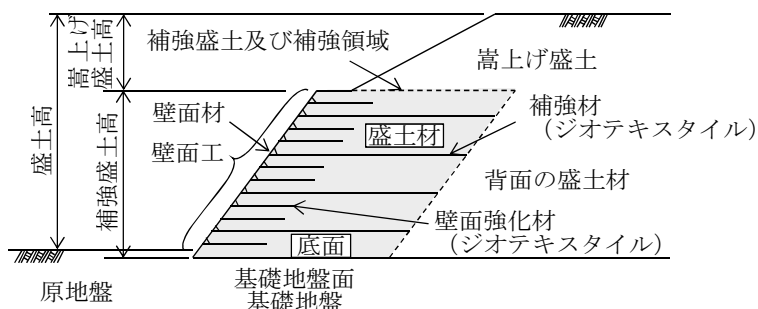 盛土高
嵩上げ
盛土高
補強盛土高
補強盛土及び補強領域
嵩上げ盛土
壁面材
壁面工
盛土材
補強材
（ジオテキスタイル）
背面の盛土材
壁面強化材
（ジオテキスタイル）
底面
原地盤
基礎地盤面
基礎地盤